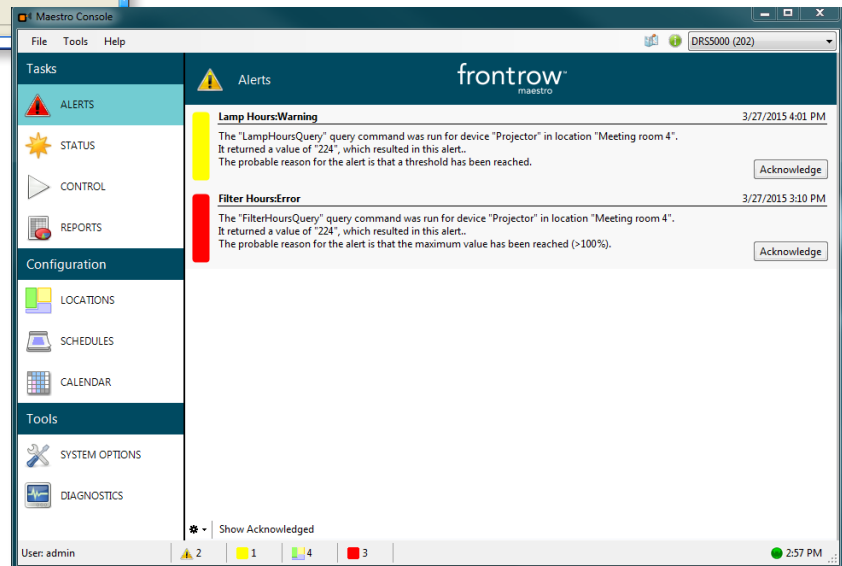 Maestro Console
File Tools Help
DRS5000 (202)
Tasks
ALERTS
STATUS
CONTROL
REPORTS
Configuration
LOCATIONS
SCHEDULES
CALENDAR
Tools
SYSTEM OPTIONS
DIAGNOSTICS
Alerts
frontrow™
maestro
Lamp Hours:Warning 3/27/2015 4:01 PM
The "LampHoursQuery" query command was run for device "Projector" in location "Meeting room 4".
It returned a value of "224", which resulted in this alert..
The probable reason for the alert is that a threshold has been reached.
Acknowledge
Filter Hours:Error 3/27/2015 3:10 PM
The "FilterHoursQuery" query command was run for device "Projector" in location "Meeting room 4".
It returned a value of "224", which resulted in this alert..
The probable reason for the alert is that the maximum value has been reached (>100%).
Acknowledge
Show Acknowledged
User: admin 2 1 4 3 2:57 PM